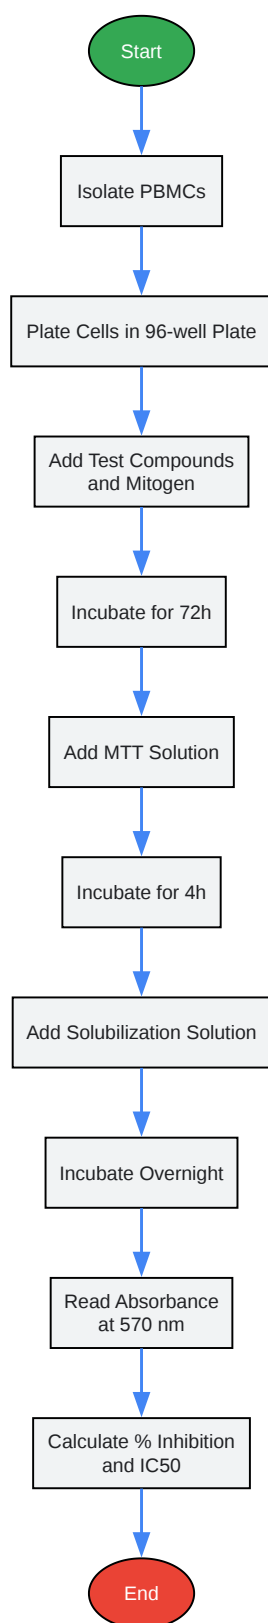 Start
Isolate PBMCs
Plate Cells in 96-well Plate
Add Test Compounds
and Mitogen
Incubate for 72h
Add MTT Solution
Incubate for 4h
Add Solubilization Solution
Incubate Overnight
Read Absorbance
at 570 nm
Calculate % Inhibition
and IC50
End